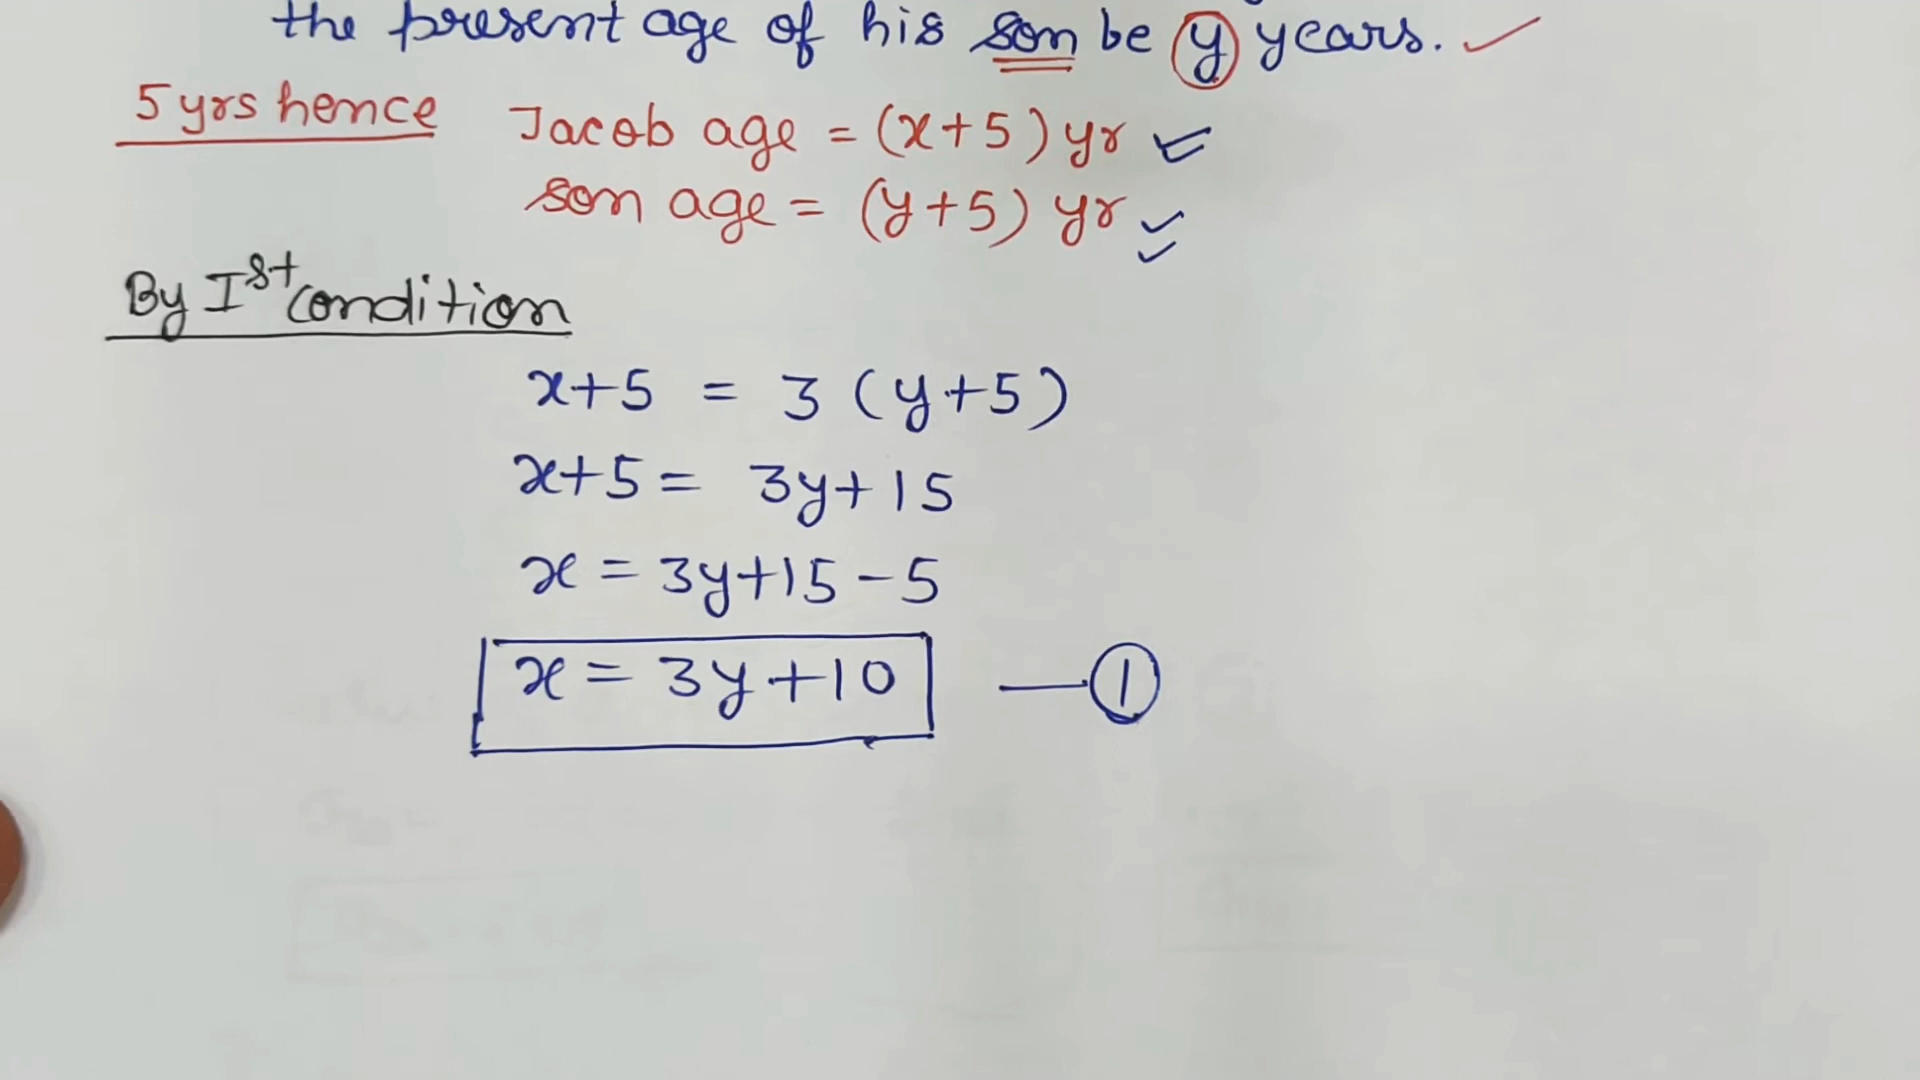 the present age of his son be y years.
5 yrs hence Jacob age = (x+5) yr
son age = (y+5) yr
By Ist condition
x+5 = 3 (y+5)
x+5 = 3y+15
x = 3y+15-5
x = 3y+10 —1